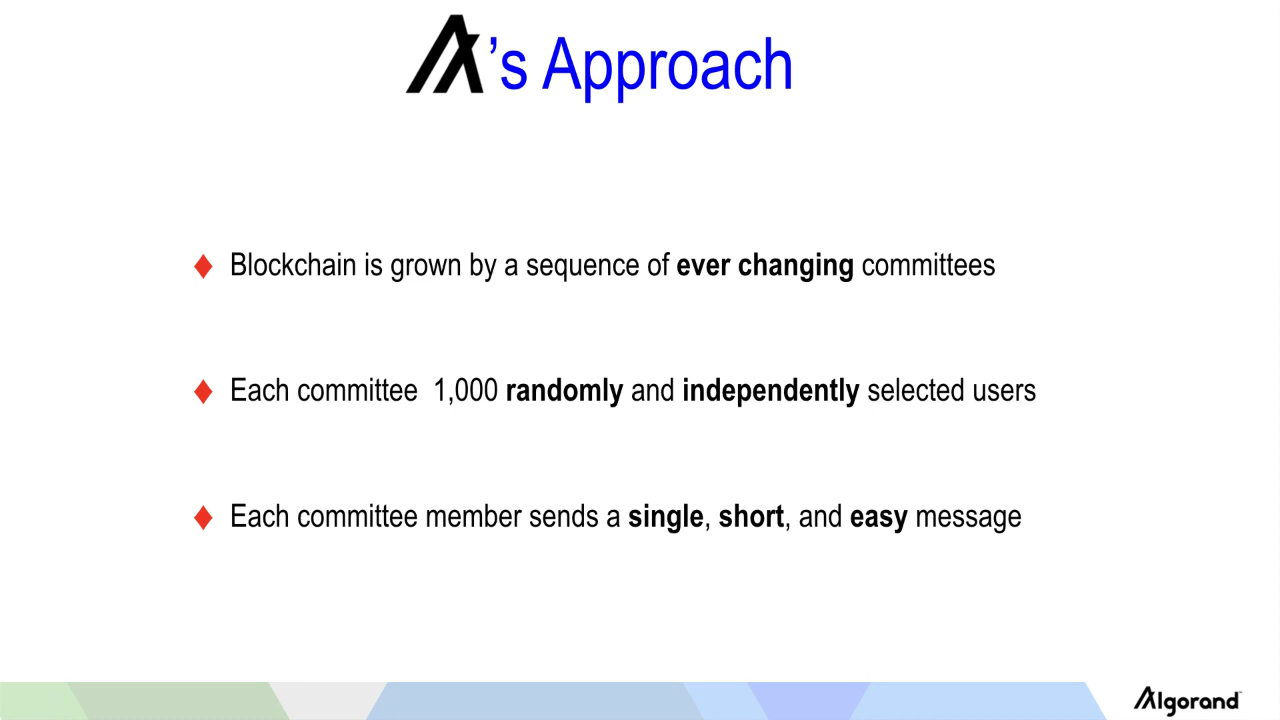 's Approach
Blockchain is grown by a sequence of ever changing committees
Each committee 1,000 randomly and independently selected users
Each committee member sends a single, short, and easy message
Algorand